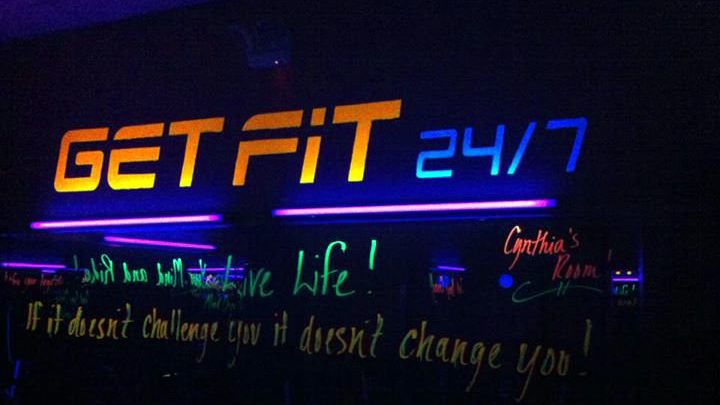 GET FiT 24/7
Cynthia's
Room
Live Life!
If it doesn't challenge you it doesn't change you!